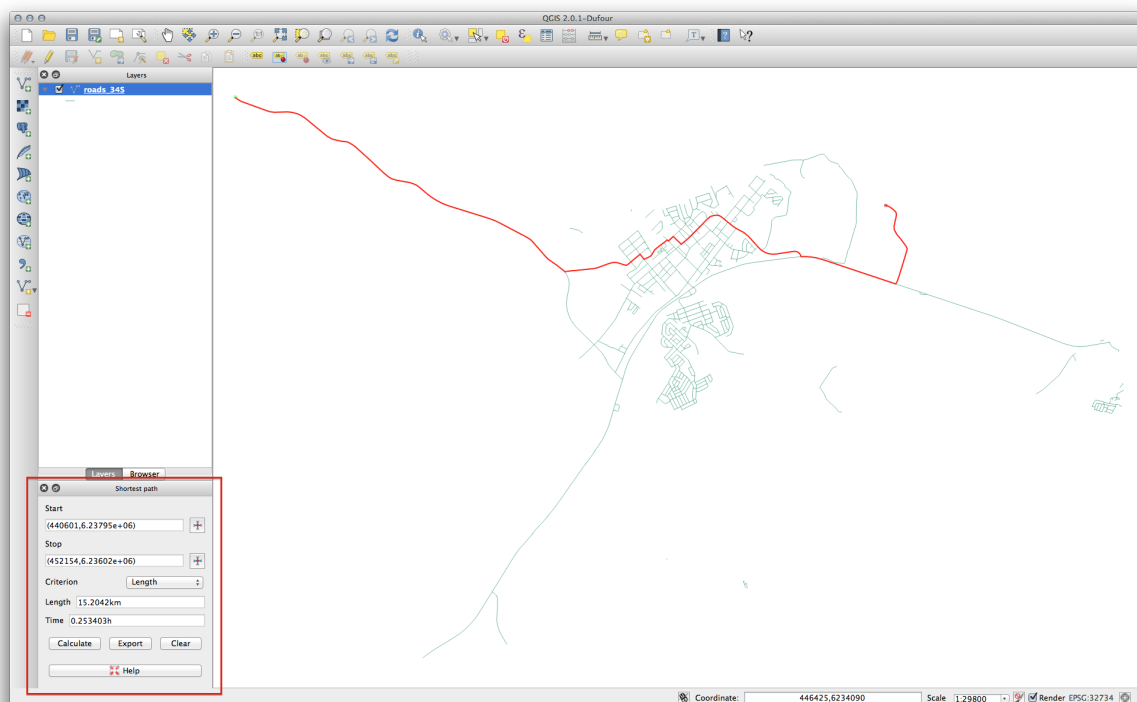 QGIS 2.0.1-Dufour
Layers
roads_34S
Layers Browser
Shortest path
Start
(440601,6.23795e+06)
Stop
(452154,6.23602e+06)
Criterion Length
Length 15.2042km
Time 0.253403h
Calculate Export Clear
Help
Coordinate: 446425,6234090 Scale 1:29800 Render EPSG:32734